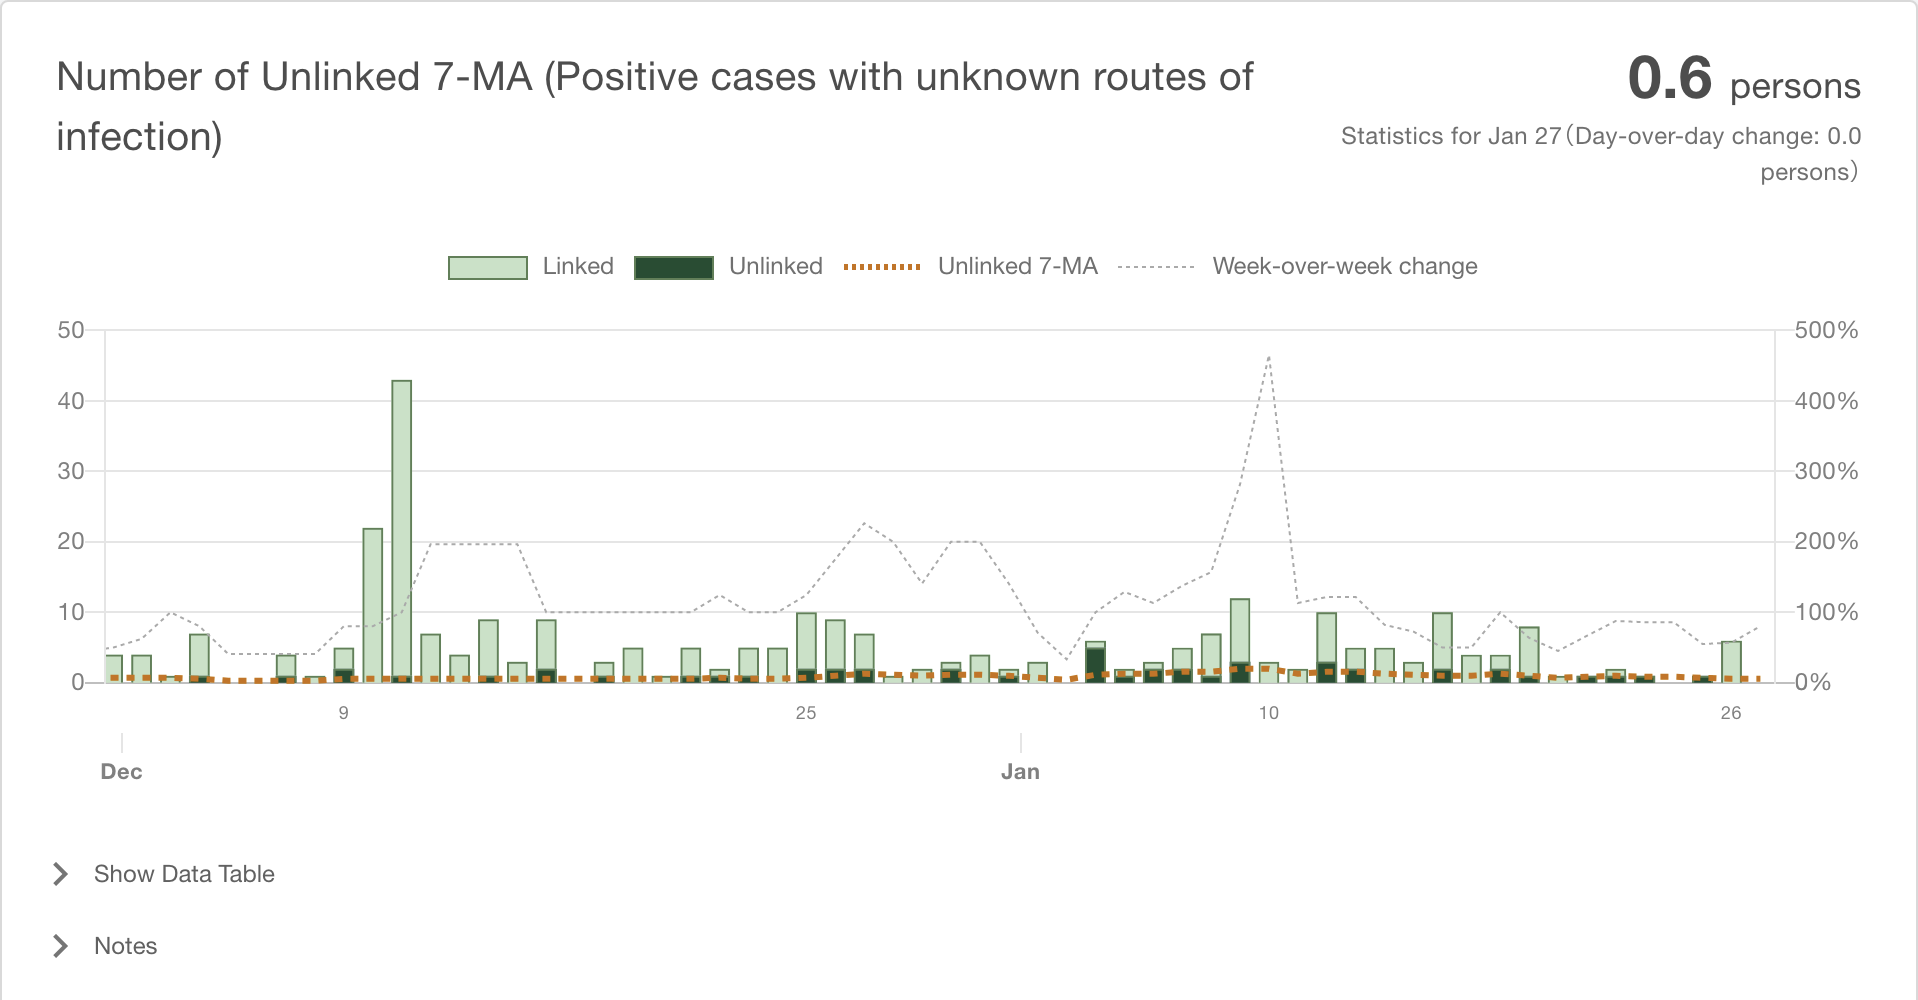 Number of Unlinked 7-MA (Positive cases with unknown routes of
infection)
0.6 persons
Statistics for Jan 27（Day-over-day change: 0.0
persons）
Linked
Unlinked
Unlinked 7-MA
Week-over-week change
50
500%
40
400%
30
300%
20
200%
10
100%
0
0%
9
25
10
26
Dec
Jan
Show Data Table
Notes